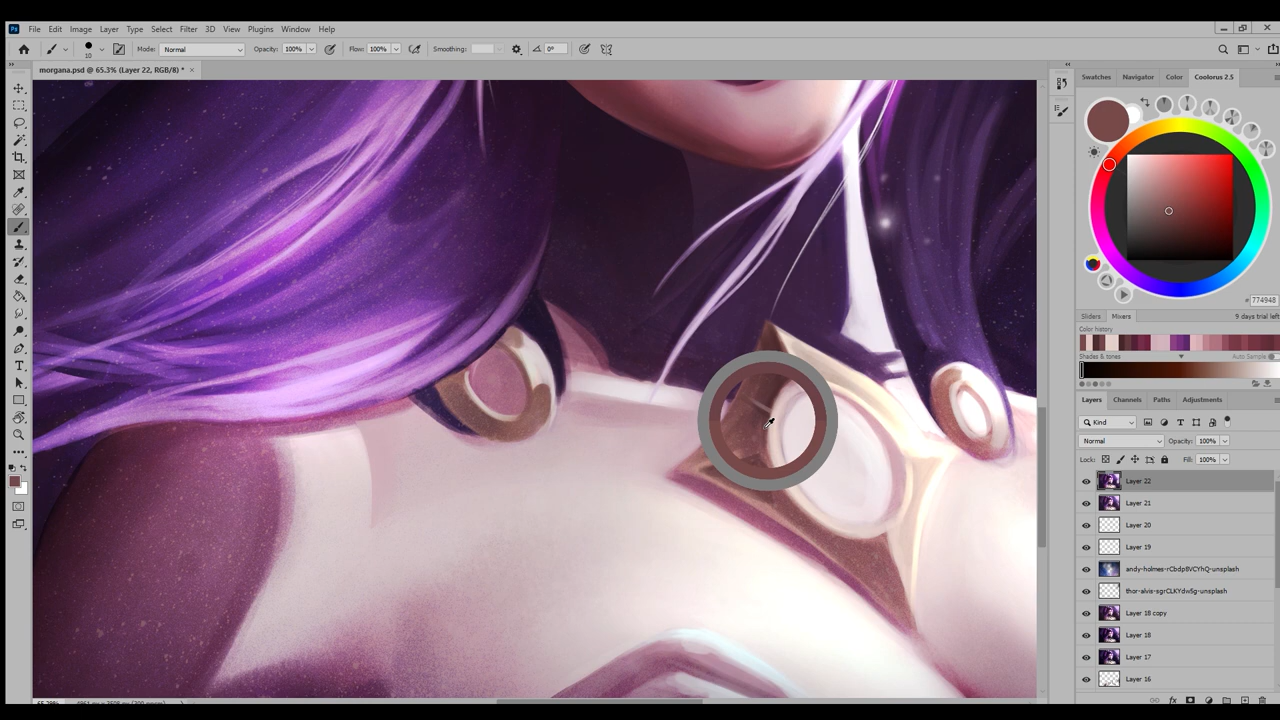 Ps File Edit Image Layer Type Select Filter 3D View Plugins Window Help
10 Mode: Normal Opacity: 100% Flow: 100% Smoothing: 0°
morgana.psd @ 65.3% (Layer 22, RGB/8) * ×
Swatches Navigator Color Coolorus 2.5
# 774948
Sliders Mixers 9 days trial left
Color history
Shades & tones Auto Sample
Layers Channels Paths Adjustments
Kind
Normal Opacity: 100%
Lock: Fill: 100%
Layer 22
Layer 21
Layer 20
Layer 19
andy-holmes-rCbdp8VCYhQ-unsplash
thor-alvis-sgrCLKYdw5g-unsplash
Layer 18 copy
Layer 18
Layer 17
Layer 16